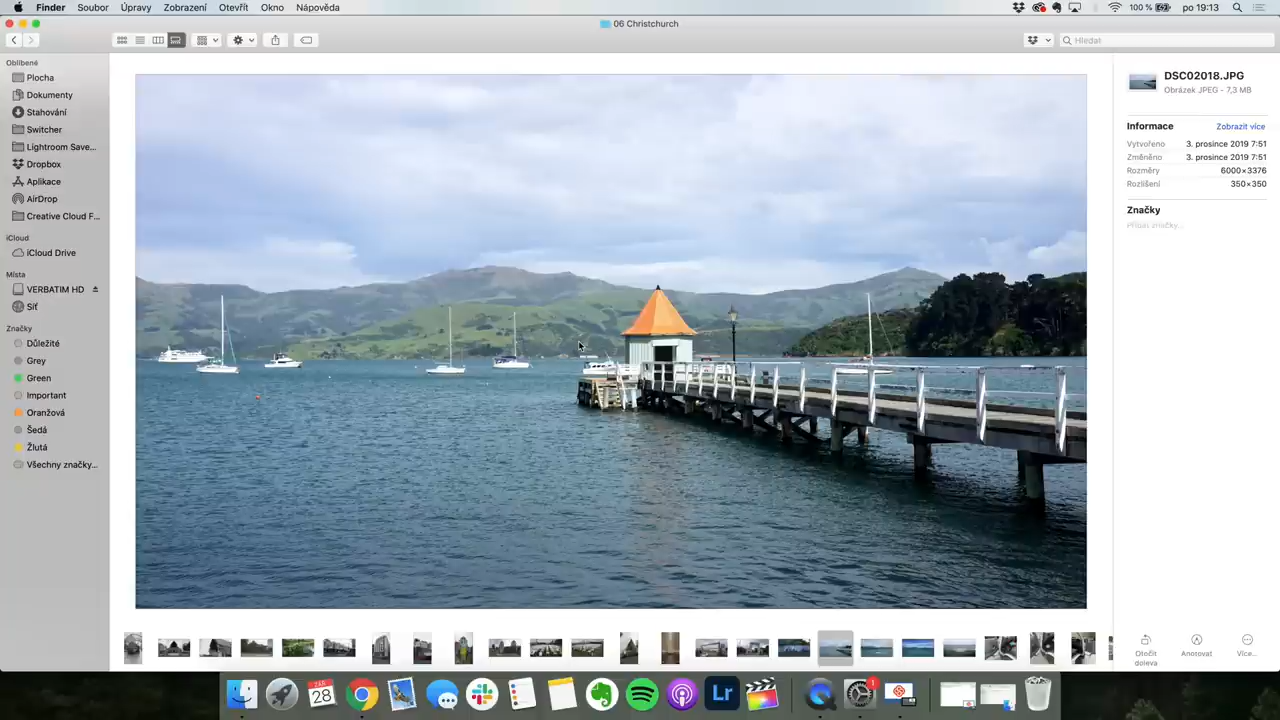 Finder Soubor Úpravy Zobrazení Otevřít Okno Nápověda
100 % po 19:13
06 Christchurch
Hledat
Oblíbené
Plocha
Dokumenty
Stahování
Switcher
Lightroom Save...
Dropbox
Aplikace
AirDrop
Creative Cloud F...
iCloud
iCloud Drive
Místa
VERBATIM HD
Síť
Značky
Důležité
Grey
Green
Important
Oranžová
Šedá
Žlutá
Všechny značky...
DSC02018.JPG
Obrázek JPEG - 7,3 MB
Informace Zobrazit více
Vytvořeno 3. prosince 2019 7:51
Změněno 3. prosince 2019 7:51
Rozměry 6000×3376
Rozlišení 350×350
Značky
Přidat značky...
Otočit doleva
Anotovat
Více...
ZÁŘ
28
Lr
1